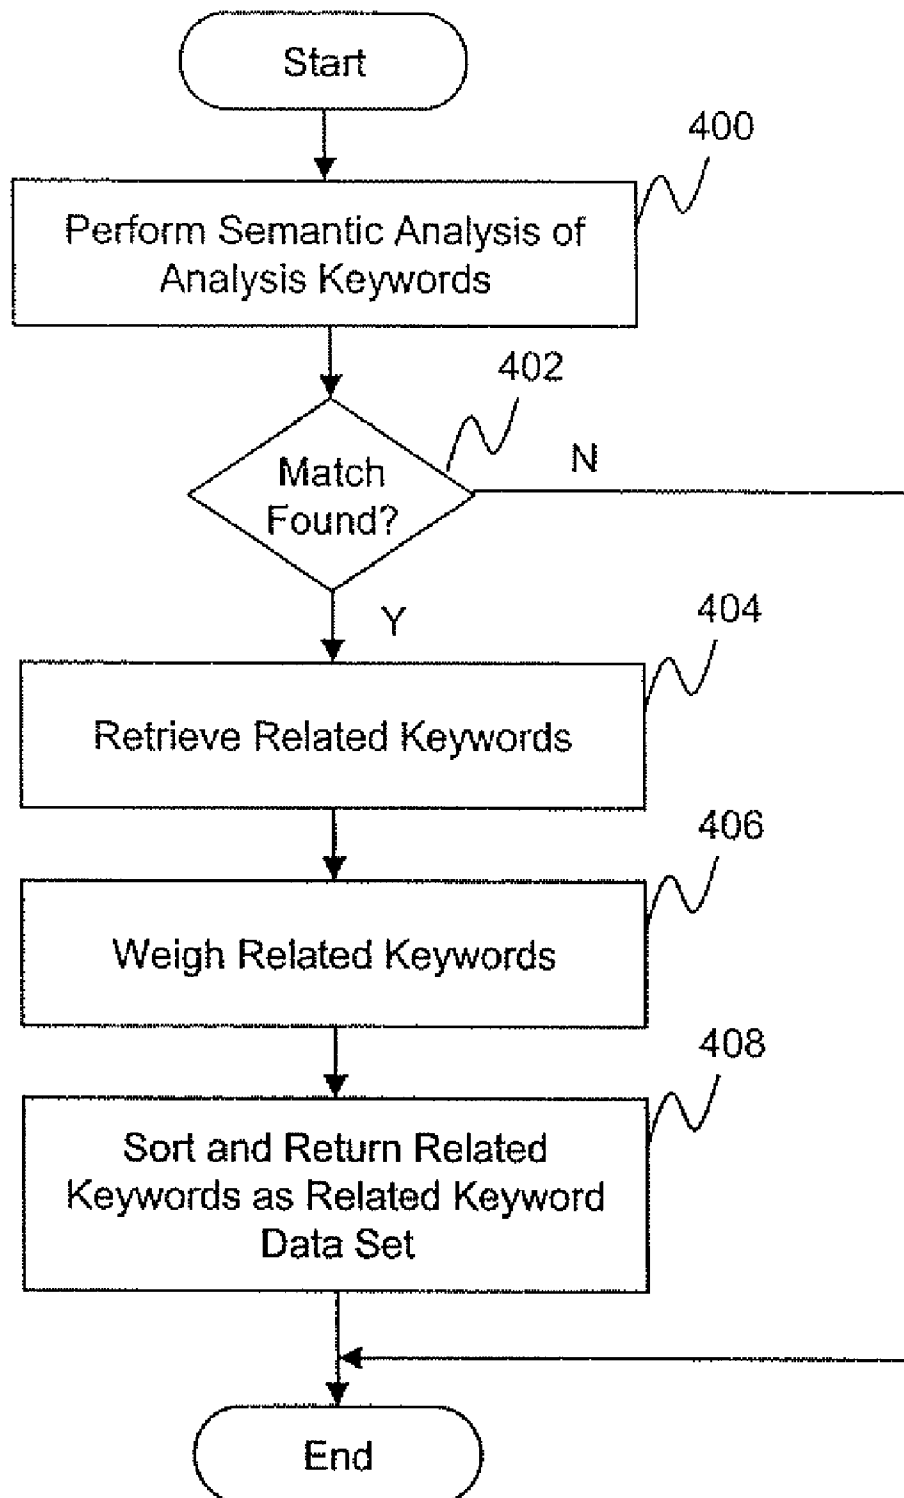 Start
400
Perform Semantic Analysis of
Analysis Keywords
402
N
Match
Found?
Y
404
Retrieve Related Keywords
406
Weigh Related Keywords
408
Sort and Return Related
Keywords as Related Keyword
Data Set
End